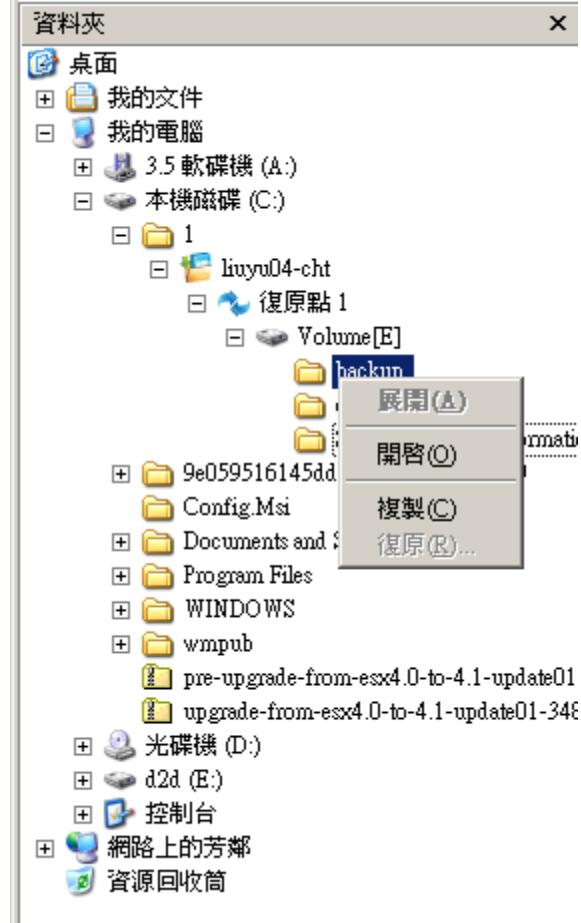 資料夾
桌面
我的文件
我的電腦
3.5 軟碟機 (A:)
本機磁碟 (C:)
1
liuyu04-cht
復原點 1
Volume[E]
backup
展開(A)
開啓(O)
複製(C)
復原(R)...
9e059516145dd
Config.Msi
Documents and
Program Files
WINDOWS
wmpub
pre-upgrade-from-esx4.0-to-4.1-update01
upgrade-from-esx4.0-to-4.1-update01-348
光碟機 (D:)
d2d (E:)
控制台
網路上的芳鄰
資源回收筒